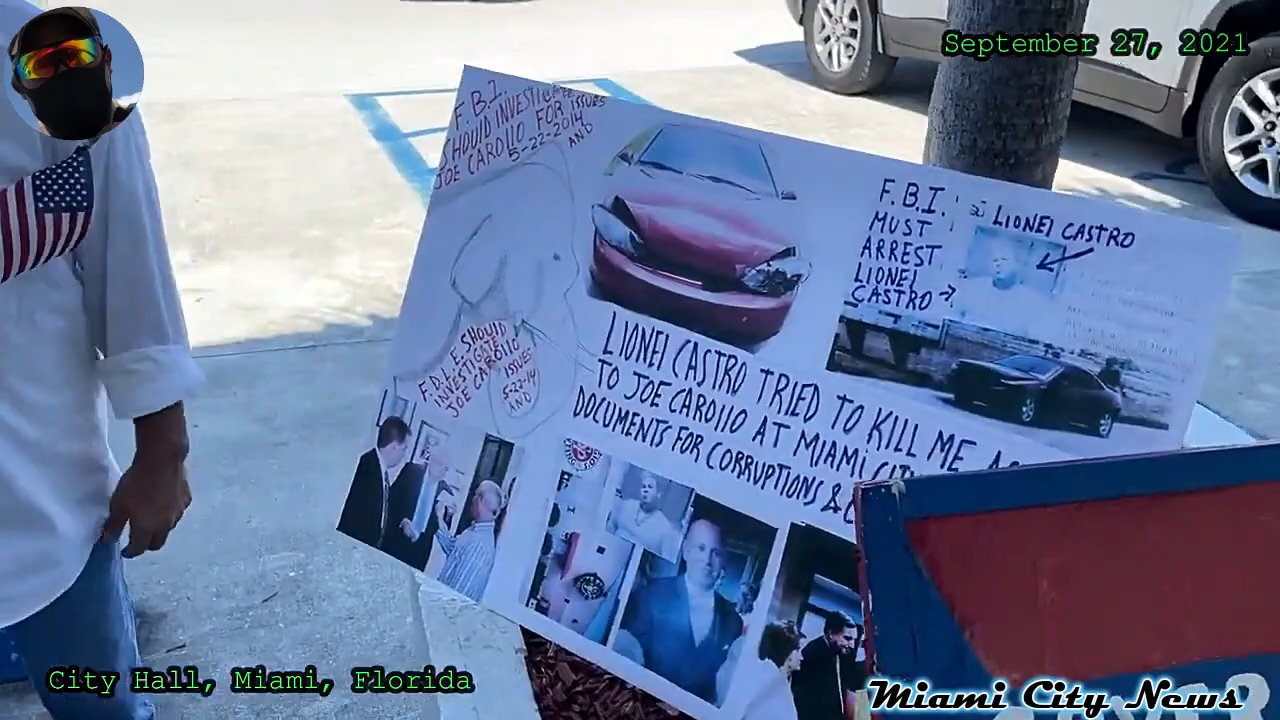 September 27, 2021
F.B.I.
SHOULD INVESTIGATE
JOE CAROllO FOR ISSUES
5-22-2014
AND
F.B.I.
MUST
ARREST
LIONEl
CASTRO
LIONEl CASTRO
F.D.L.E. SHOULD
INVESTIGATE
JOE CAROllO
ISSUES
5-22-14
AND
LIONEl CASTRO TRIED TO KILL ME
TO JOE CAROllO AT MIAMI CITY
DOCUMENTS FOR CORRUPTIONS &
City Hall, Miami, Florida
Miami City News